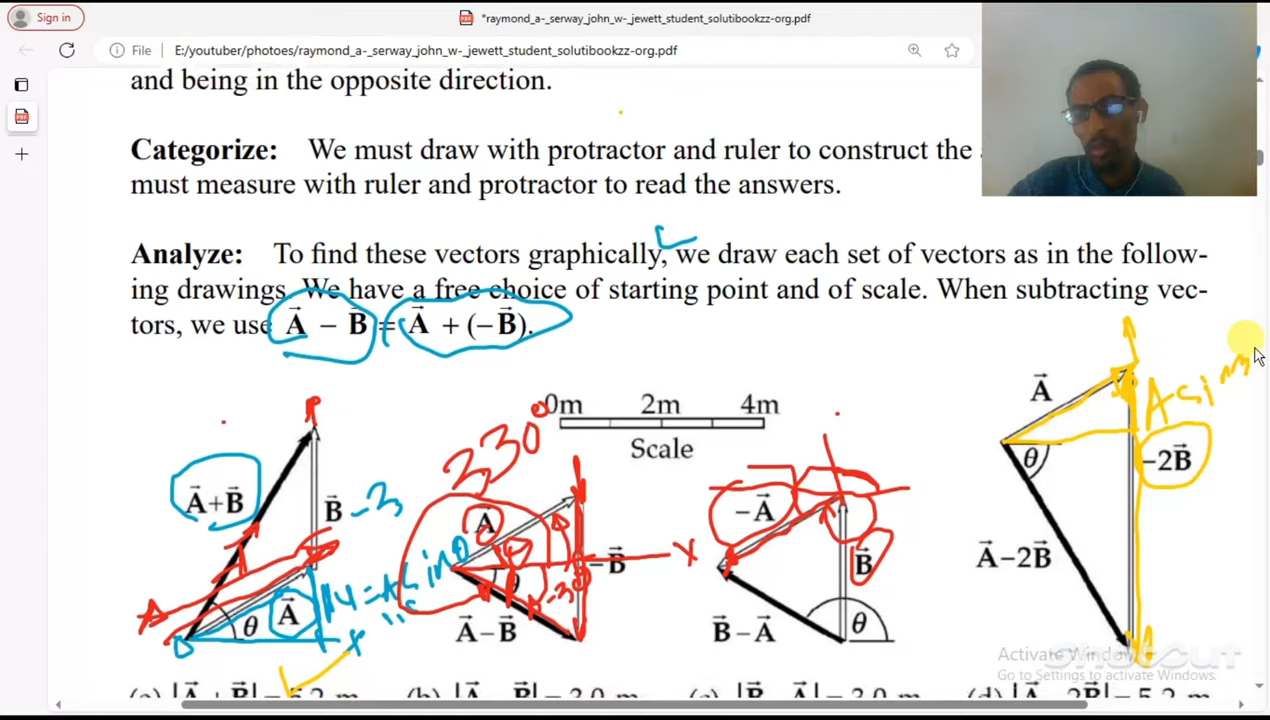 Sign in
*raymond_a-_serway_john_w-_jewett_student_solutibookzz-org.pdf
File E:/youtuber/photoes/raymond_a-_serway_john_w-_jewett_student_solutibookzz-org.pdf
and being in the opposite direction.
Categorize: We must draw with protractor and ruler to construct the
must measure with ruler and protractor to read the answers.
Analyze: To find these vectors graphically, we draw each set of vectors as in the follow-
ing drawings. We have a free choice of starting point and of scale. When subtracting vec-
tors, we use A⃗ − B⃗ = A⃗ + (−B⃗).
0m 2m 4m
Scale
330°
A⃗+B⃗
B⃗ -3
A⃗
θ
x
A⃗
−B⃗
x
θ
A⃗−B⃗
−A⃗
B⃗
B⃗−A⃗
θ
A⃗
θ
−2B⃗
A⃗−2B⃗
Activate Windows
Go to Settings to activate Windows.